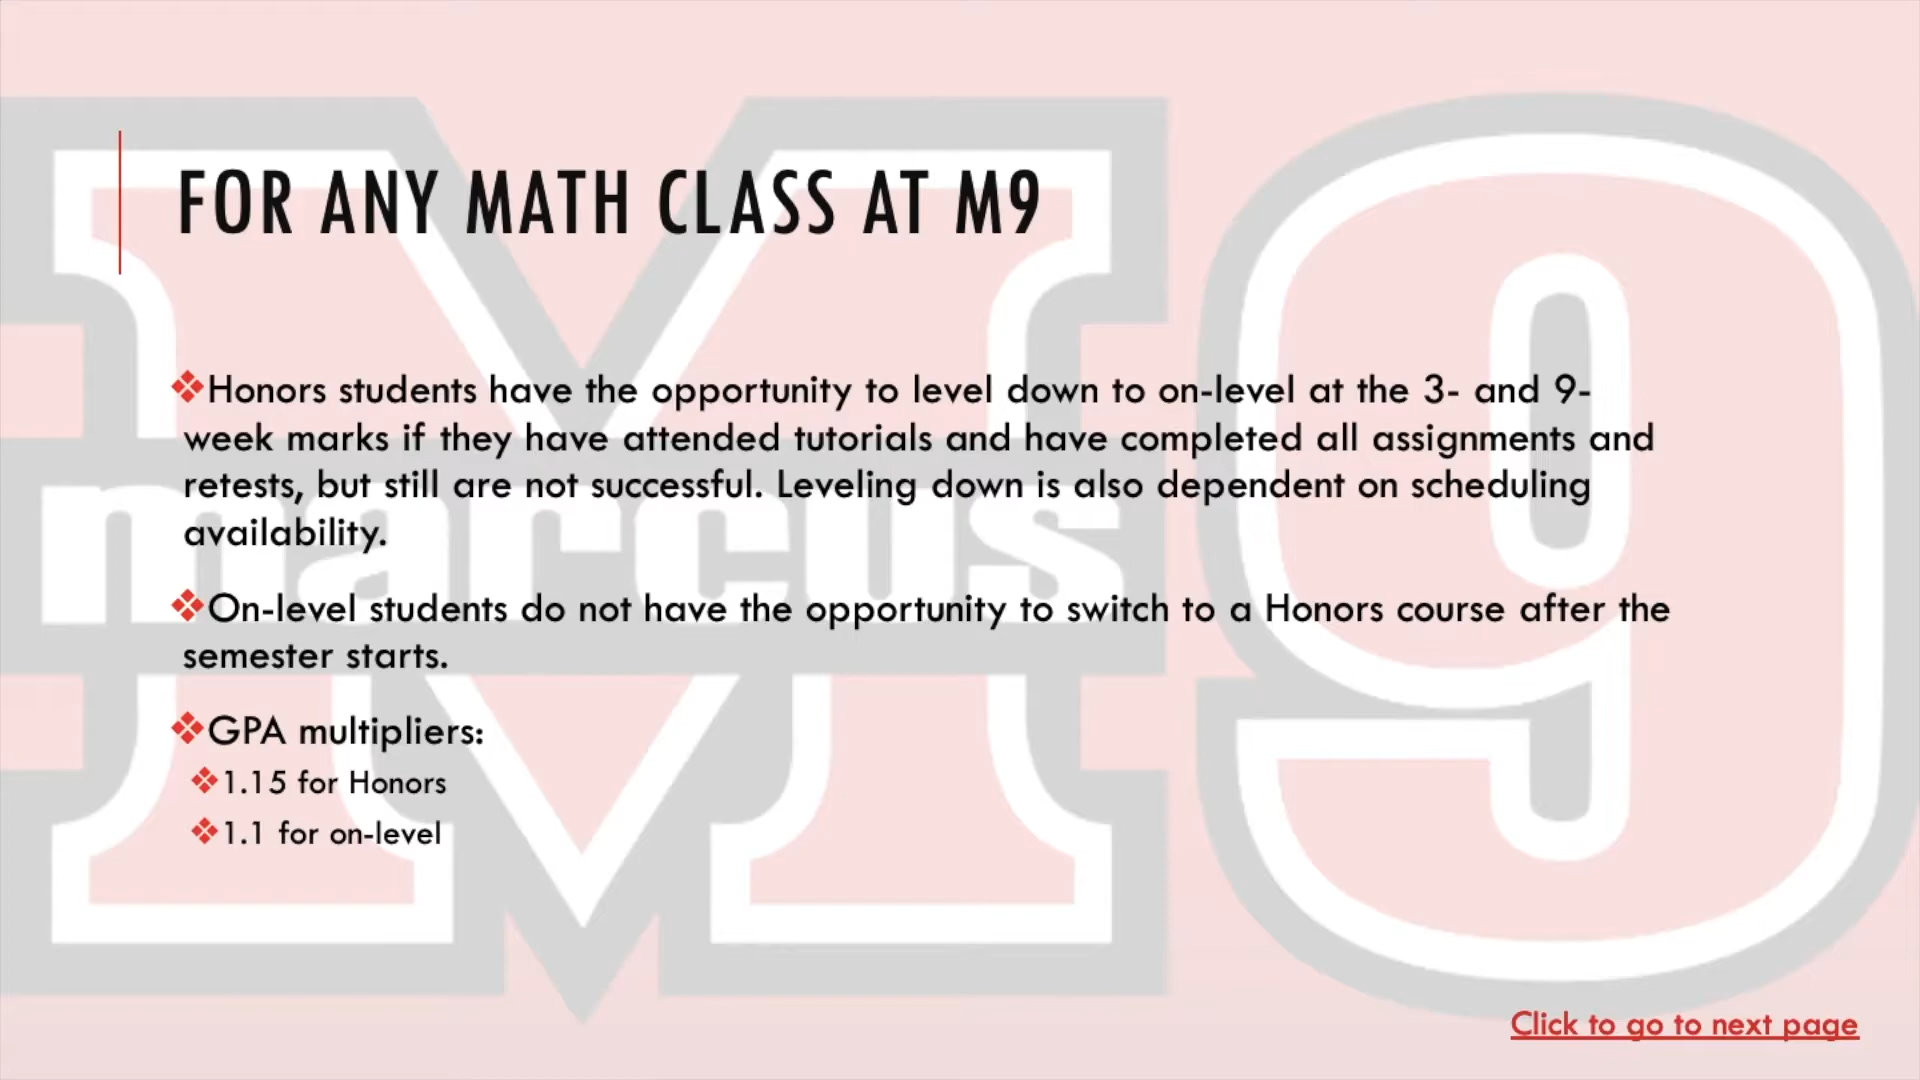 FOR ANY MATH CLASS AT M9
❖Honors students have the opportunity to level down to on-level at the 3- and 9-
week marks if they have attended tutorials and have completed all assignments and
retests, but still are not successful. Leveling down is also dependent on scheduling
availability.
marcus
❖On-level students do not have the opportunity to switch to a Honors course after the
semester starts.
❖GPA multipliers:
❖1.15 for Honors
❖1.1 for on-level
M9
Click to go to next page